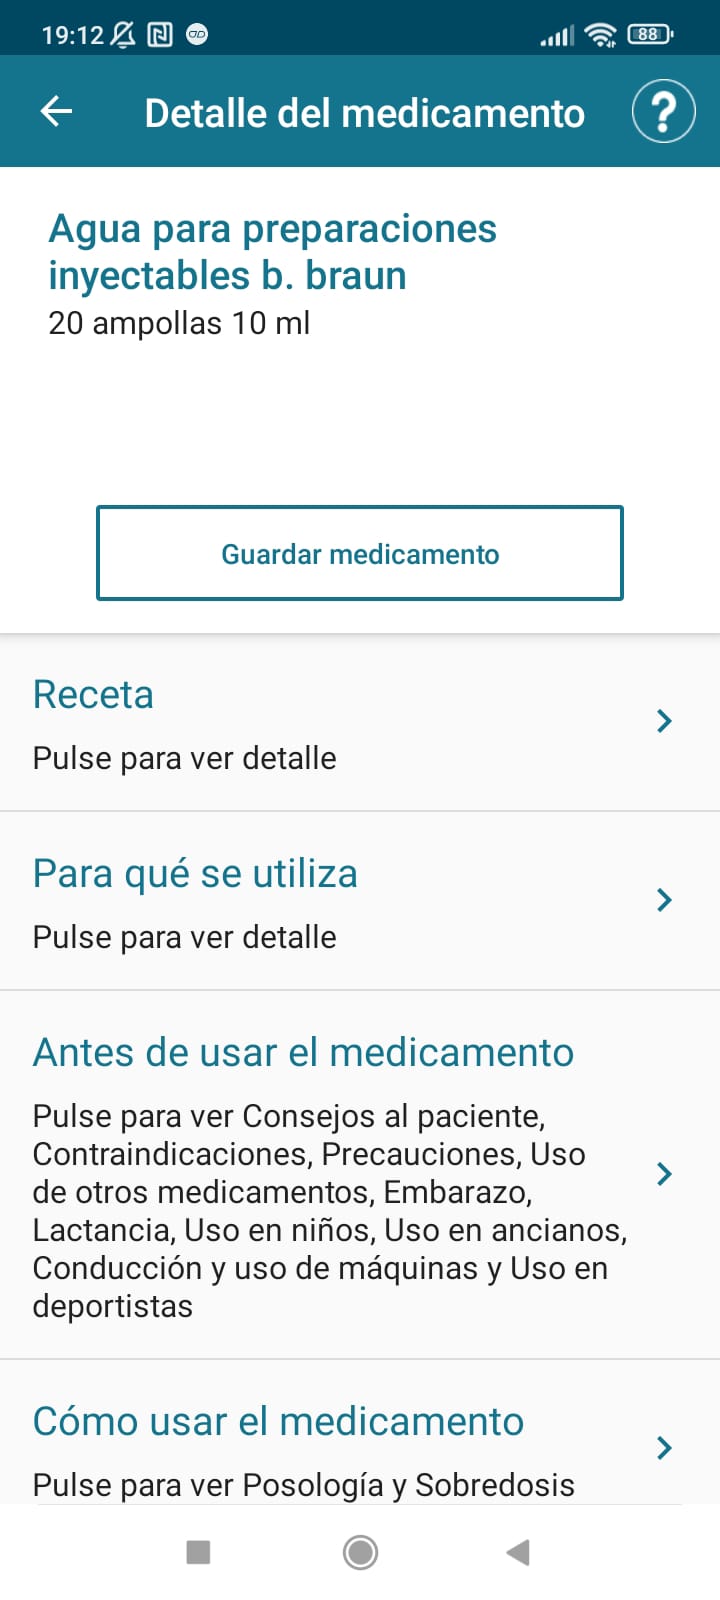 19:12 88
Detalle del medicamento ?
Agua para preparaciones
inyectables b. braun
20 ampollas 10 ml
Guardar medicamento
Receta
Pulse para ver detalle
Para qué se utiliza
Pulse para ver detalle
Antes de usar el medicamento
Pulse para ver Consejos al paciente,
Contraindicaciones, Precauciones, Uso
de otros medicamentos, Embarazo,
Lactancia, Uso en niños, Uso en ancianos,
Conducción y uso de máquinas y Uso en
deportistas
Cómo usar el medicamento
Pulse para ver Posología y Sobredosis